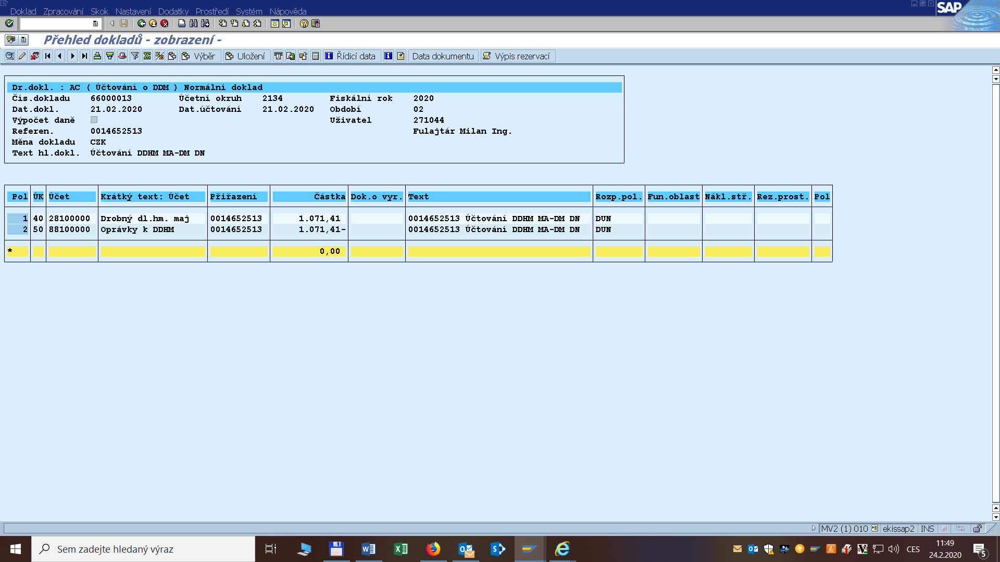 Doklad Zpracování Skok Nastavení Dodatky Prostředí Systém Nápověda
SAP
Přehled dokladů - zobrazení -
Výběr Uložení Řídicí data Data dokumentu Výpis rezervací
Dr.dokl. : AC ( Účtování o DDM ) Normální doklad
Čís.dokladu 66000013 Účetní okruh 2134 Fiskální rok 2020
Dat.dokl. 21.02.2020 Dat.účtování 21.02.2020 Období 02
Výpočet daně Uživatel 271044
Referen. 0014652513 Fulajtár Milan Ing.
Měna dokladu CZK
Text hl.dokl. Účtování DDHM MA-DM DN
Pol ÚK Účet Krátký text: Účet Přiřazení Částka Dok.o vyr. Text Rozp.pol. Fun.oblast Nákl.stř. Rez.prost. Pol
1 40 28100000 Drobný dl.hm. maj 0014652513 1.071,41 0014652513 Účtování DDHM MA-DM DN DUN
2 50 88100000 Oprávky k DDHM 0014652513 1.071,41- 0014652513 Účtování DDHM MA-DM DN DUN
* 0,00
MV2 (1) 010 ekissap2 INS
Sem zadejte hledaný výraz
CES
11:49
24.2.2020
5